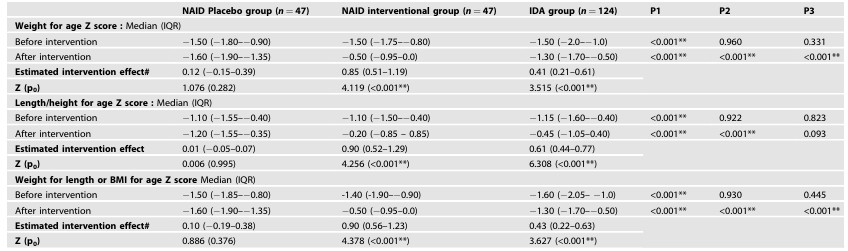 NAID Placebo group (n = 47) NAID interventional group (n = 47) IDA group (n = 124) P1 P2 P3
Weight for age Z score : Median (IQR)
Before intervention −1.50 (−1.80-–0.90) −1.50 (−1.75-–0.80) −1.50 (−2.0-–1.0) <0.001** 0.960 0.331
After intervention −1.60 (−1.90-–1.35) −0.50 (−0.95-0.0) −1.30 (−1.70-–0.50) <0.001** <0.001** <0.001**
Estimated intervention effect# 0.12 (−0.15-0.39) 0.85 (0.51–1.19) 0.41 (0.21–0.61)
Z (p₀) 1.076 (0.282) 4.119 (<0.001**) 3.515 (<0.001**)
Length/height for age Z score : Median (IQR)
Before intervention −1.10 (−1.55-–0.40) −1.10 (−1.50-–0.40) −1.15 (−1.60-–0.40) <0.001** 0.922 0.823
After intervention −1.20 (−1.55-–0.35) −0.20 (−0.85 – 0.85) −0.45 (−1.05-0.40) <0.001** <0.001** 0.093
Estimated intervention effect 0.01 (−0.05-0.07) 0.90 (0.52–1.29) 0.61 (0.44–0.77)
Z (p₀) 0.006 (0.995) 4.256 (<0.001**) 6.308 (<0.001**)
Weight for length or BMI for age Z score Median (IQR)
Before intervention −1.50 (−1.85-–0.80) -1.40 (-1.90-–0.90) −1.60 (−2.05- −1.0) <0.001** 0.930 0.445
After intervention −1.60 (−1.90-–1.35) −0.50 (−0.95-0.0) −1.30 (−1.70-–0.50) <0.001** <0.001** <0.001**
Estimated intervention effect# 0.10 (−0.19-0.38) 0.90 (0.56–1.23) 0.43 (0.22–0.63)
Z (p₀) 0.886 (0.376) 4.378 (<0.001**) 3.627 (<0.001**)